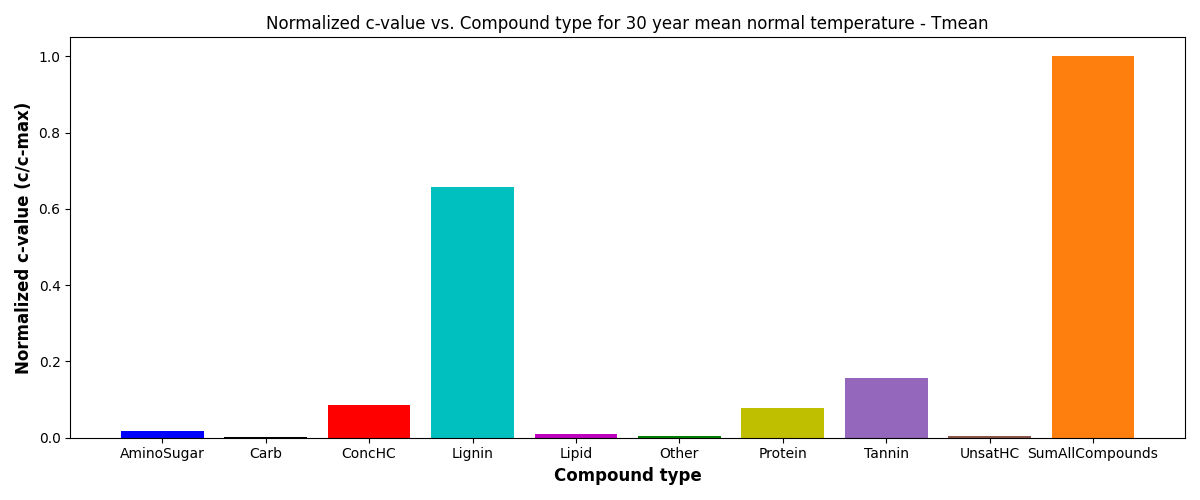 Normalized c-value vs. Compound type for 30 year mean normal temperature - Tmean
Normalized c-value (c/c-max)
1.0
0.8
0.6
0.4
0.2
0.0
AminoSugar Carb ConcHC Lignin Lipid Other Protein Tannin UnsatHC SumAllCompounds
Compound type